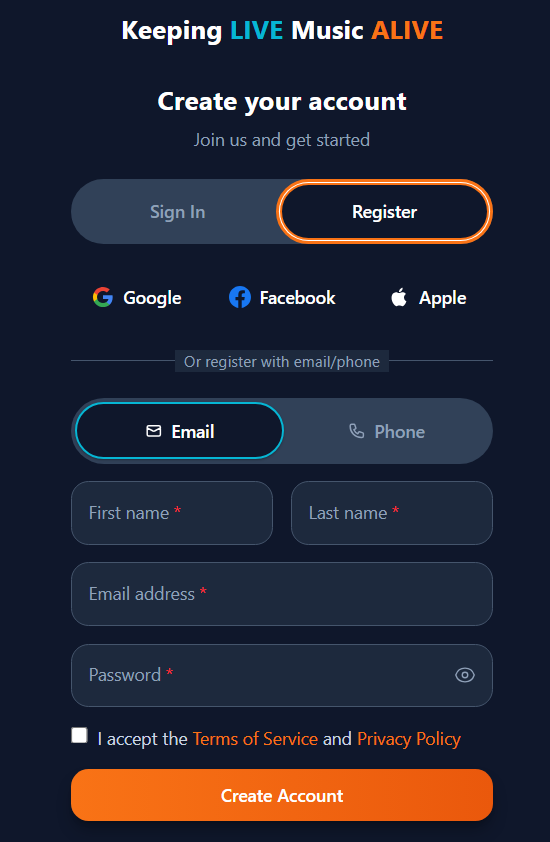 Keeping LIVE Music ALIVE
Create your account
Join us and get started
Sign In Register
Google Facebook Apple
Or register with email/phone
Email Phone
First name * Last name *
Email address *
Password *
I accept the Terms of Service and Privacy Policy
Create Account